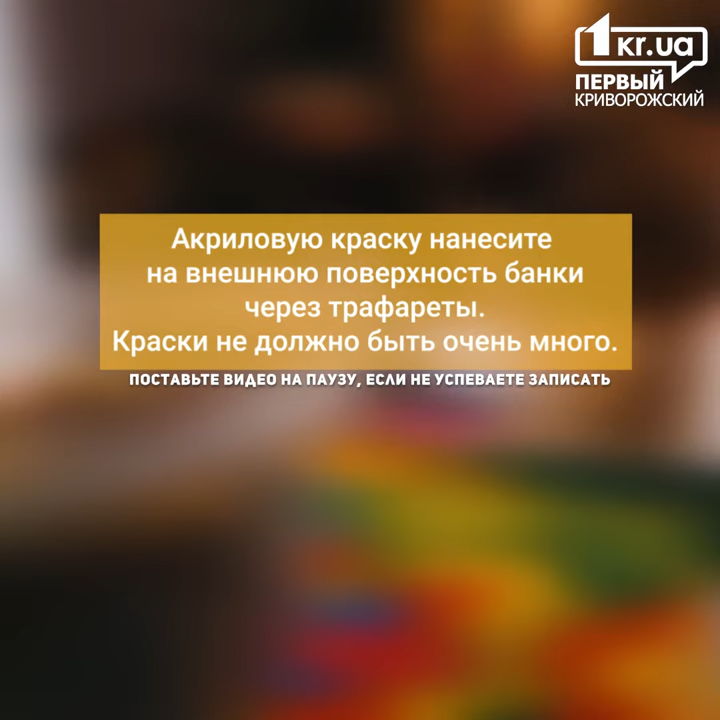 1kr.ua
ПЕРВЫЙ
КРИВОРОЖСКИЙ
Акриловую краску нанесите
на внешнюю поверхность банки
через трафареты.
Краски не должно быть очень много.
ПОСТАВЬТЕ ВИДЕО НА ПАУЗУ, ЕСЛИ НЕ УСПЕВАЕТЕ ЗАПИСАТЬ